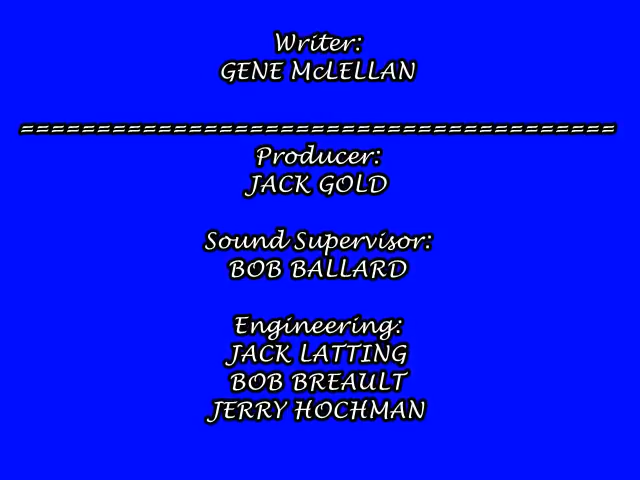 Writer:
GENE McLELLAN
=======================================
Producer:
JACK GOLD
Sound Supervisor:
BOB BALLARD
Engineering:
JACK LATTING
BOB BREAULT
JERRY HOCHMAN